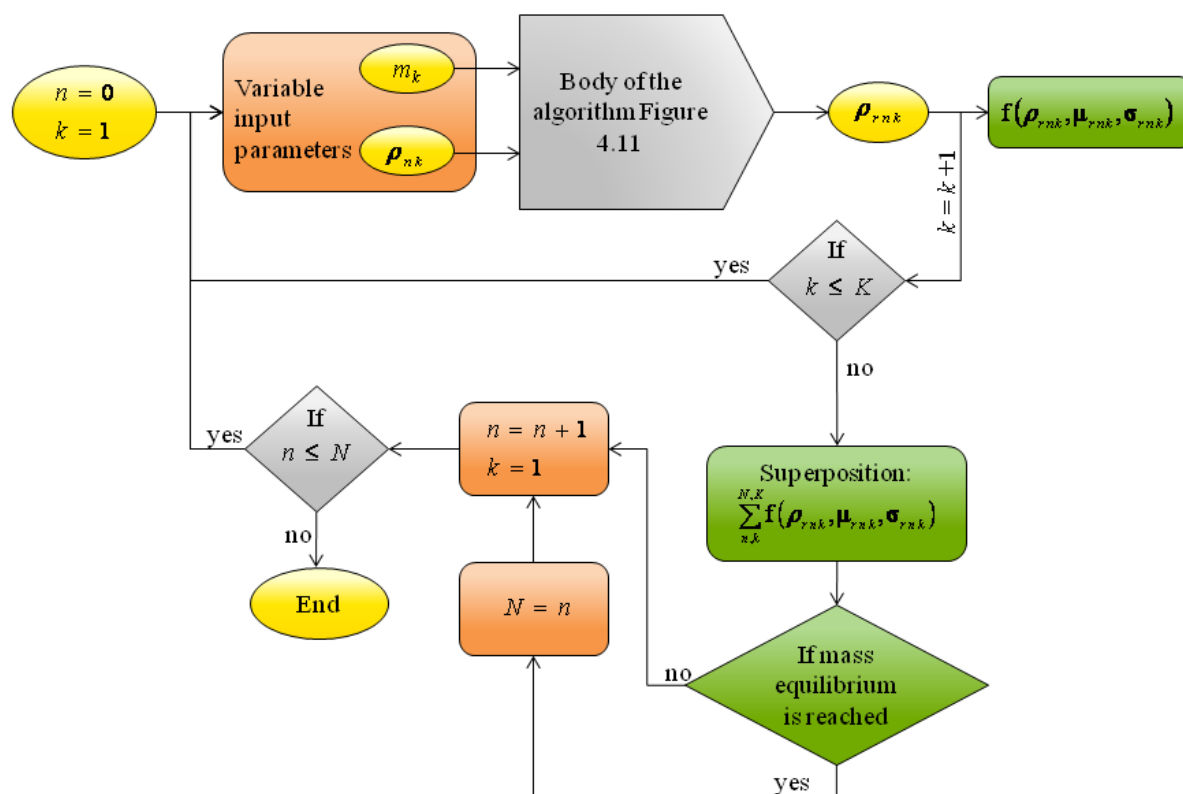 n = 0
k = 1
Variable
input
parameters
m_k
ρ_nk
Body of the
algorithm Figure
4.11
ρ_rnk
f(ρ_rnk, μ_rnk, σ_rnk)
k = k+1
If
k ≤ K
yes
no
If
n ≤ N
yes
no
End
n = n + 1
k = 1
N = n
Superposition:
∑_{n,k}^{N,K} f(ρ_rnk, μ_rnk, σ_rnk)
If mass
equilibrium
is reached
no
yes